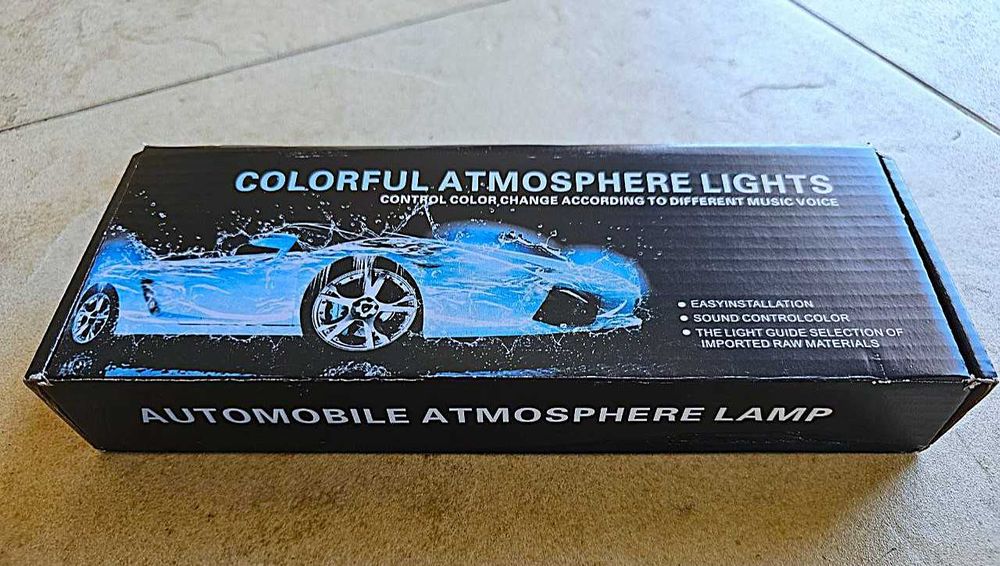 COLORFUL ATMOSPHERE LIGHTS
CONTROL COLOR CHANGE ACCORDING TO DIFFERENT MUSIC VOICE
● EASYINSTALLATION
● SOUND CONTROLCOLOR
● THE LIGHT GUIDE SELECTION OF
IMPORTED RAW MATERIALS
AUTOMOBILE ATMOSPHERE LAMP